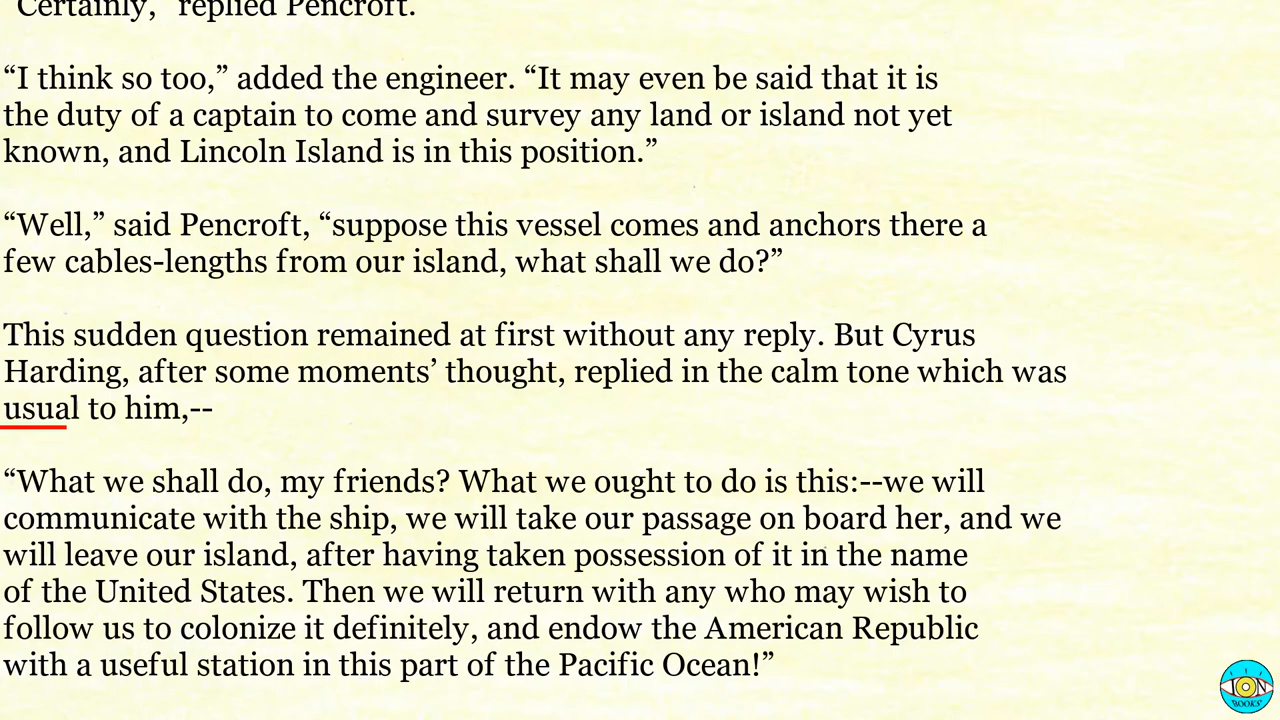 “Certainly,” replied Pencroft.
“I think so too,” added the engineer. “It may even be said that it is
the duty of a captain to come and survey any land or island not yet
known, and Lincoln Island is in this position.”
“Well,” said Pencroft, “suppose this vessel comes and anchors there a
few cables-lengths from our island, what shall we do?”
This sudden question remained at first without any reply. But Cyrus
Harding, after some moments’ thought, replied in the calm tone which was
usual to him,--
“What we shall do, my friends? What we ought to do is this:--we will
communicate with the ship, we will take our passage on board her, and we
will leave our island, after having taken possession of it in the name
of the United States. Then we will return with any who may wish to
follow us to colonize it definitely, and endow the American Republic
with a useful station in this part of the Pacific Ocean!”
ION
BOOKS